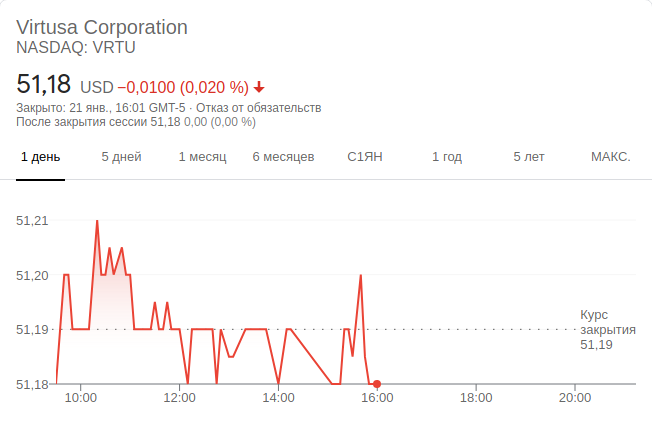 Virtusa Corporation
NASDAQ: VRTU
51,18 USD −0,0100 (0,020 %)
Закрыто: 21 янв., 16:01 GMT-5 · Отказ от обязательств
После закрытия сессии 51,18 0,00 (0,00 %)
1 день 5 дней 1 месяц 6 месяцев С1ЯН 1 год 5 лет МАКС.
51,21
51,20
51,19
51,18
Курс
закрытия
51,19
10:00 12:00 14:00 16:00 18:00 20:00